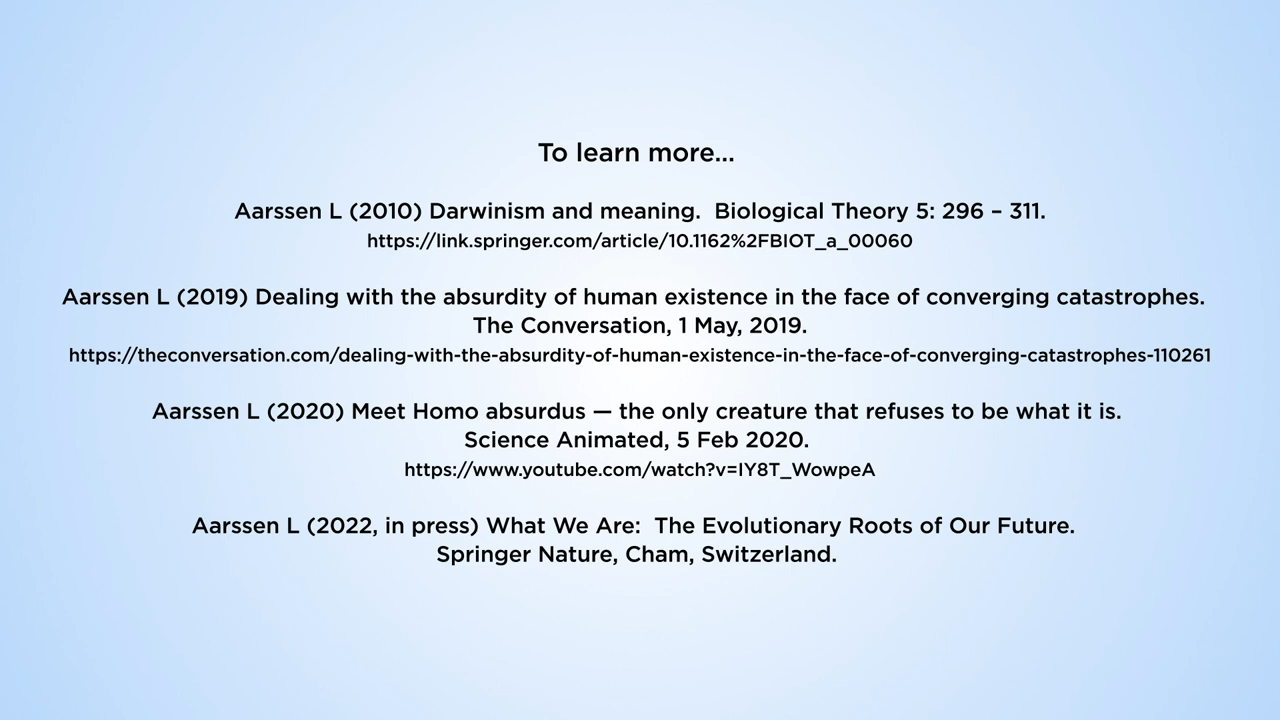 To learn more...
Aarssen L (2010) Darwinism and meaning.  Biological Theory 5: 296 – 311.
https://link.springer.com/article/10.1162%2FBIOT_a_00060
Aarssen L (2019) Dealing with the absurdity of human existence in the face of converging catastrophes.
The Conversation, 1 May, 2019.
https://theconversation.com/dealing-with-the-absurdity-of-human-existence-in-the-face-of-converging-catastrophes-110261
Aarssen L (2020) Meet Homo absurdus — the only creature that refuses to be what it is.
Science Animated, 5 Feb 2020.
https://www.youtube.com/watch?v=IY8T_WowpeA
Aarssen L (2022, in press) What We Are:  The Evolutionary Roots of Our Future.
Springer Nature, Cham, Switzerland.